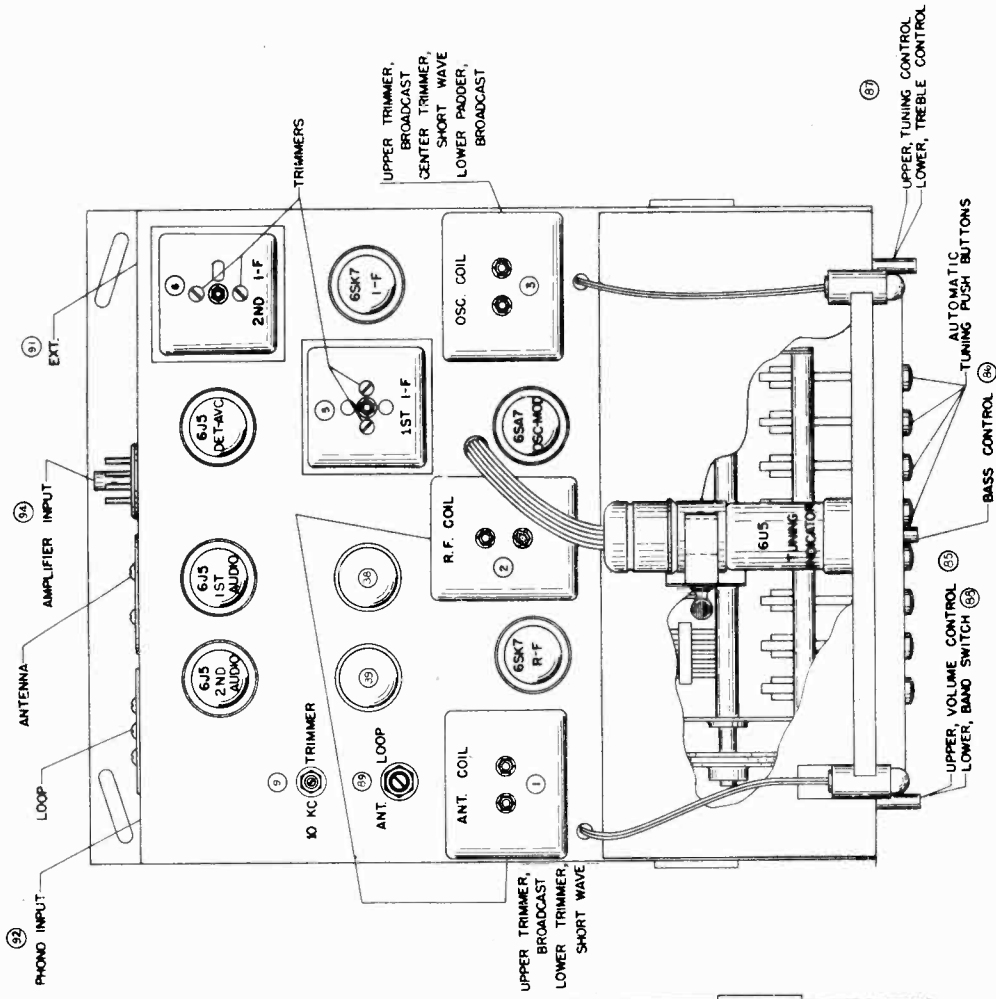 92
PHONO INPUT
LOOP
ANTENNA
94
AMPLIFIER INPUT
91
EXT.
6J5
2ND
AUDIO
6J5
1ST
AUDIO
6J5
DET-AVC
6
2ND I-F
TRIMMERS
9
10 KC TRIMMER
89
ANT. LOOP
39
38
5
1ST I-F
6SK7
I-F
UPPER TRIMMER,
BROADCAST
CENTER TRIMMER,
SHORT WAVE
LOWER PADDER,
BROADCAST
ANT. COIL
1
6SK7
R-F
R.F. COIL
2
6SA7
OSC-MOD
OSC. COIL
3
UPPER TRIMMER,
BROADCAST
LOWER TRIMMER,
SHORT WAVE
6U5
TUNING
INDICATOR
87
UPPER, TUNING CONTROL
LOWER, TREBLE CONTROL
AUTOMATIC
TUNING PUSH BUTTONS
BASS CONTROL 86
UPPER, VOLUME CONTROL 85
LOWER, BAND SWITCH 88